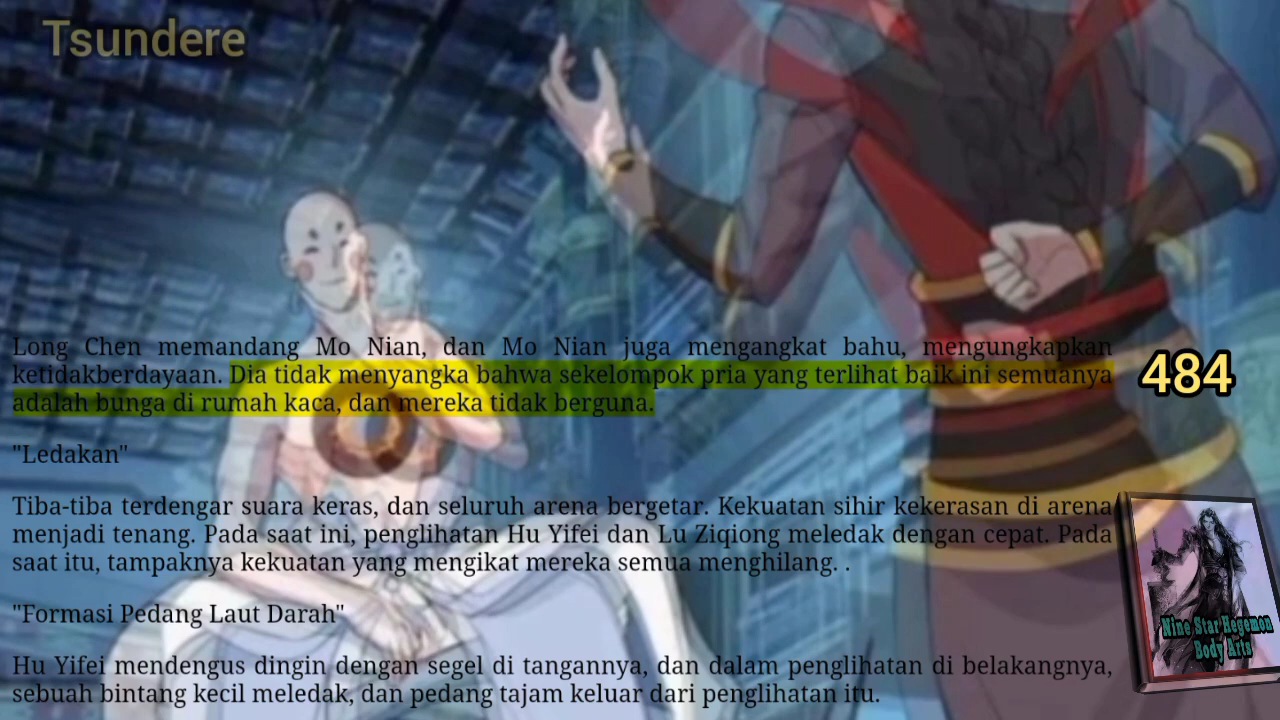 Tsundere
Long Chen memandang Mo Nian, dan Mo Nian juga mengangkat bahu, mengungkapkan
ketidakberdayaan. Dia tidak menyangka bahwa sekelompok pria yang terlihat baik ini semuanya
adalah bunga di rumah kaca, dan mereka tidak berguna.
484
"Ledakan"
Tiba-tiba terdengar suara keras, dan seluruh arena bergetar. Kekuatan sihir kekerasan di arena
menjadi tenang. Pada saat ini, penglihatan Hu Yifei dan Lu Ziqiong meledak dengan cepat. Pada
saat itu, tampaknya kekuatan yang mengikat mereka semua menghilang. .
"Formasi Pedang Laut Darah"
Hu Yifei mendengus dingin dengan segel di tangannya, dan dalam penglihatan di belakangnya,
sebuah bintang kecil meledak, dan pedang tajam keluar dari penglihatan itu.
Nine Star Hegemon
Body Arts